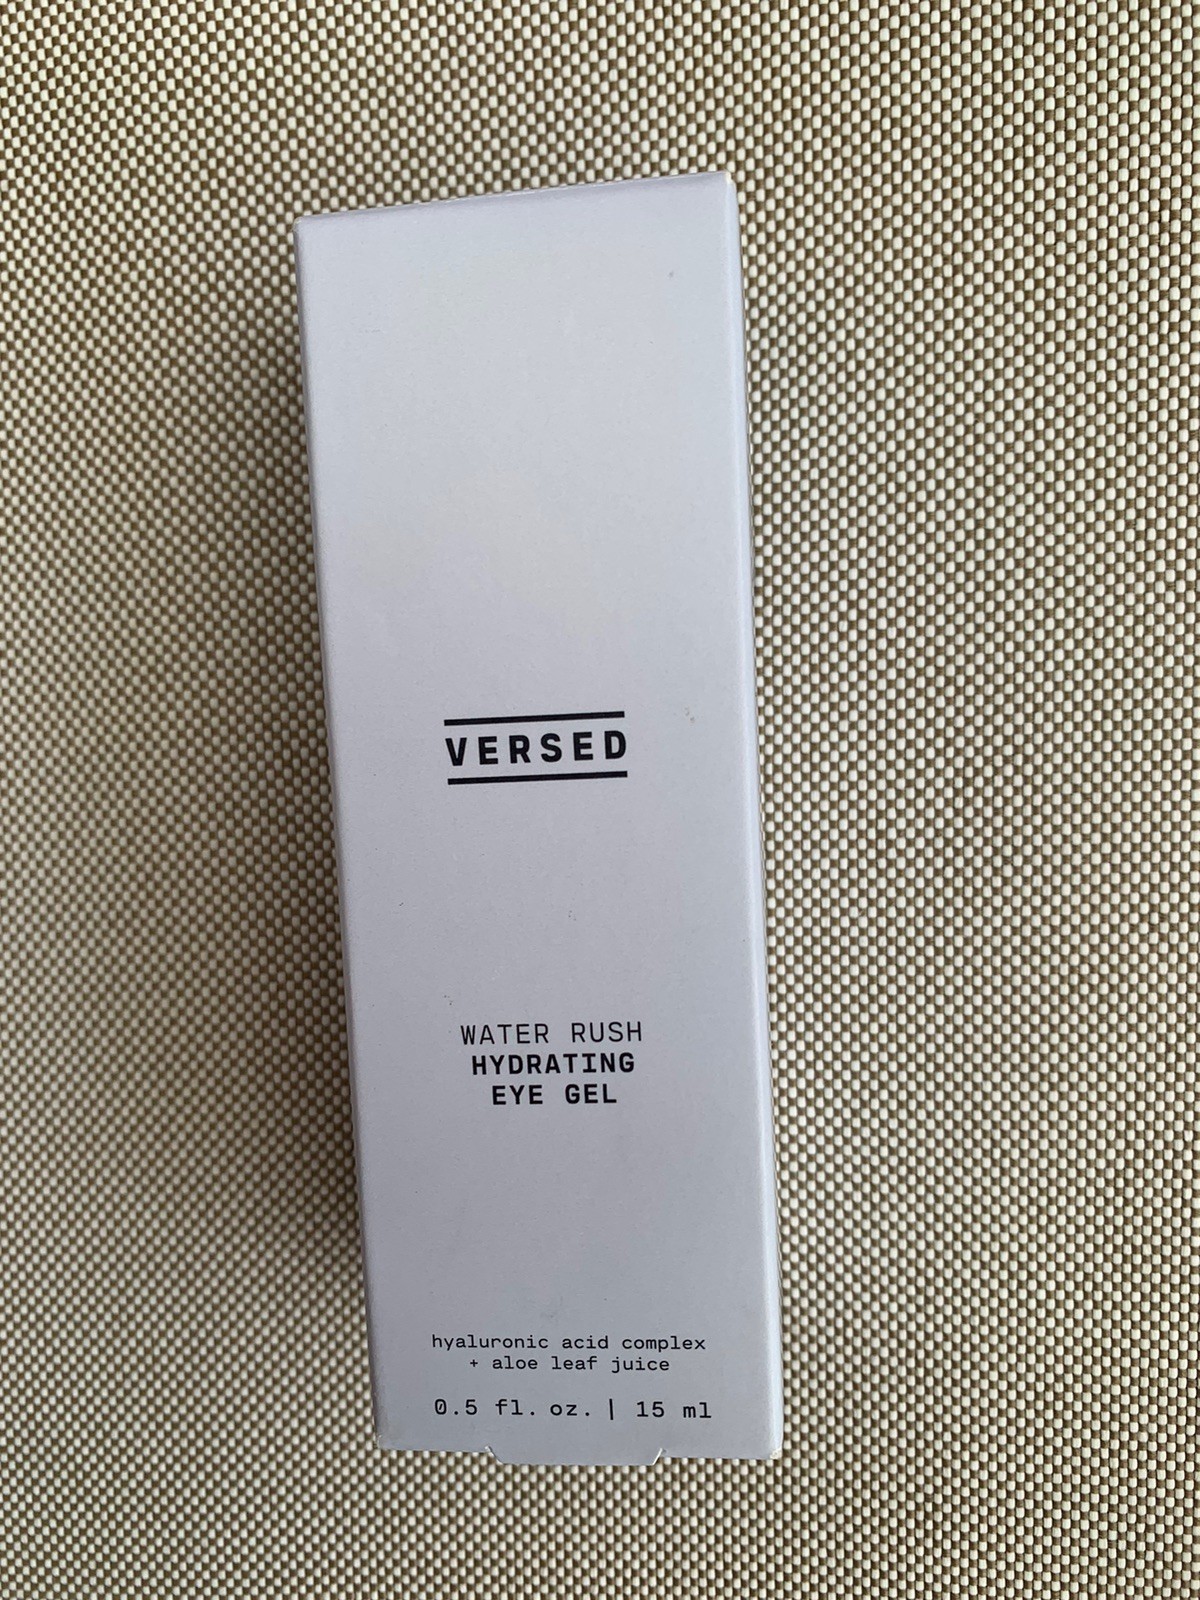 VERSED
WATER RUSH
HYDRATING
EYE GEL
hyaluronic acid complex
+ aloe leaf juice
0.5 fl. oz. | 15 ml